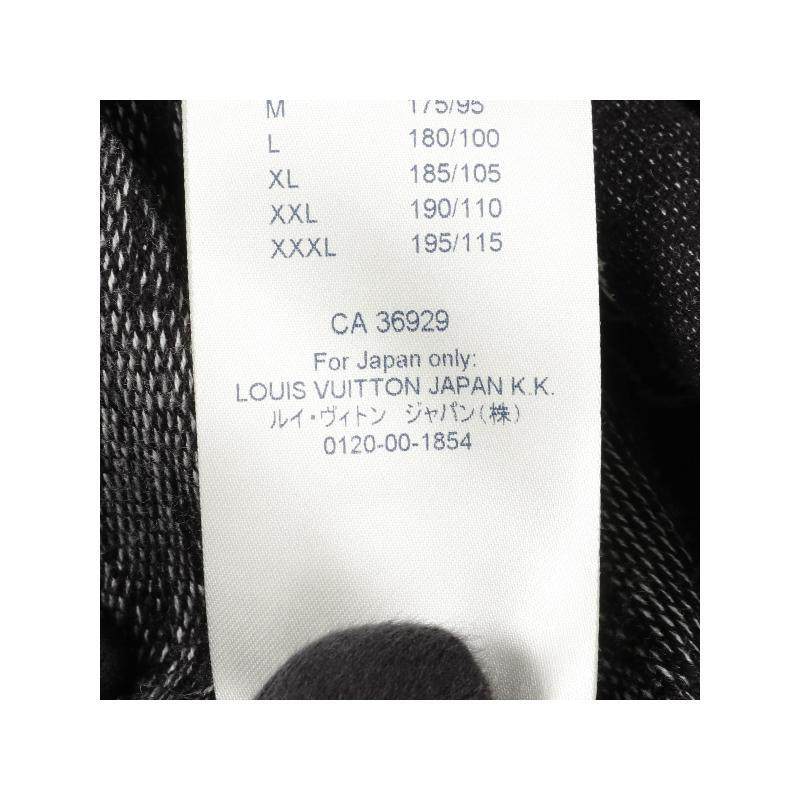 M 175/95
L 180/100
XL 185/105
XXL 190/110
XXXL 195/115
CA 36929
For Japan only:
LOUIS VUITTON JAPAN K.K.
ルイ・ヴィトン ジャパン(株)
0120-00-1854